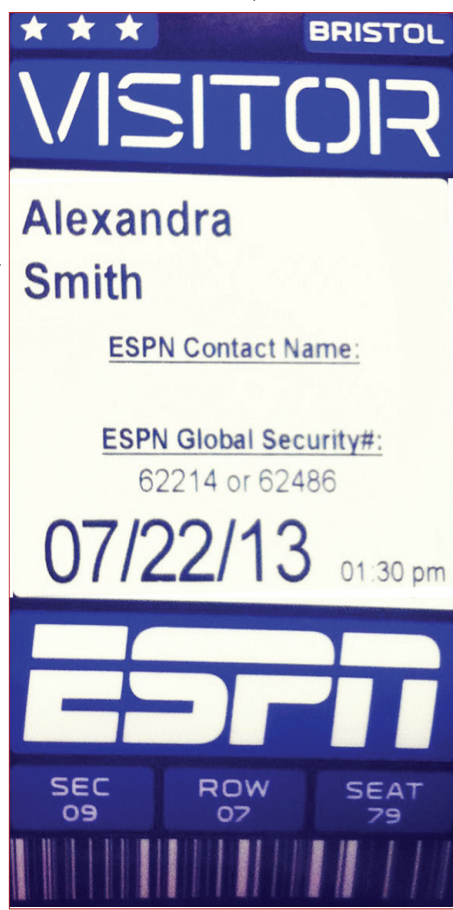 BRISTOL
VISITOR
Alexandra
Smith
ESPN Contact Name:
ESPN Global Security#:
62214 or 62486
07/22/13 01:30 pm
ESPN
SEC ROW SEAT
09 07 79